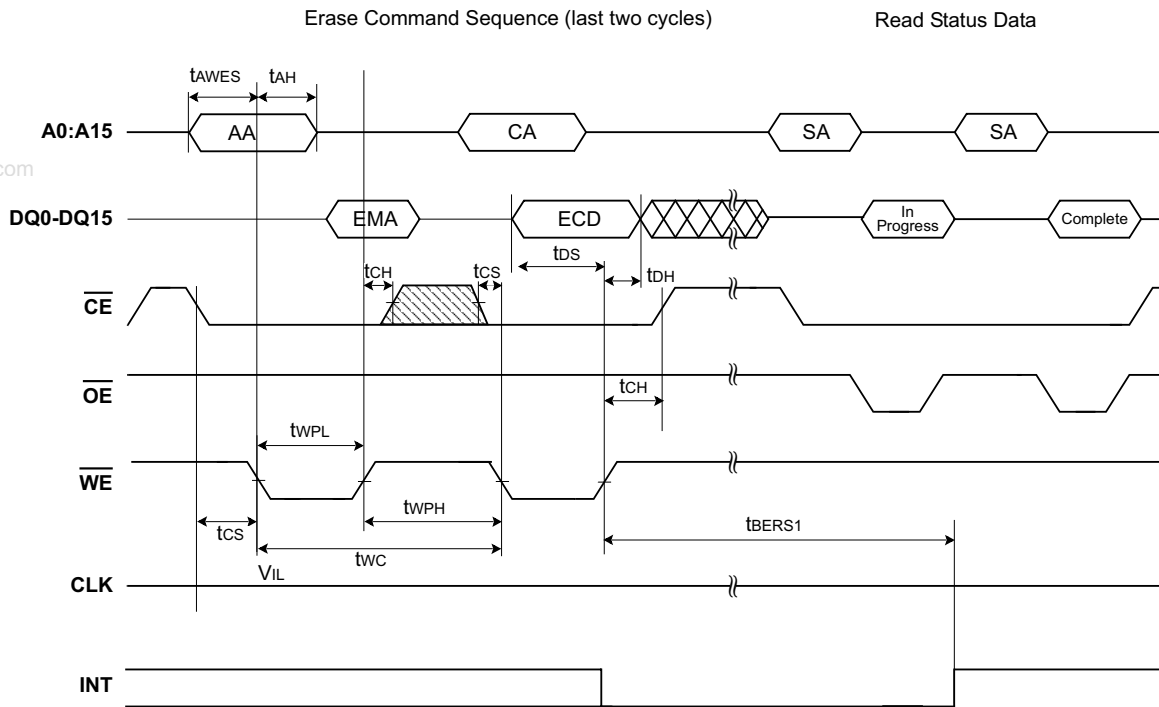 Erase Command Sequence (last two cycles) Read Status Data
tAWES tAH
A0:A15 AA CA SA SA
com
DQ0-DQ15 EMA ECD In Progress Complete
tDS
tCH tCS tDH
CE
OE
tCH
tWPL
WE
tWPH
tCS tBERS1
tWC
VIL
CLK
INT